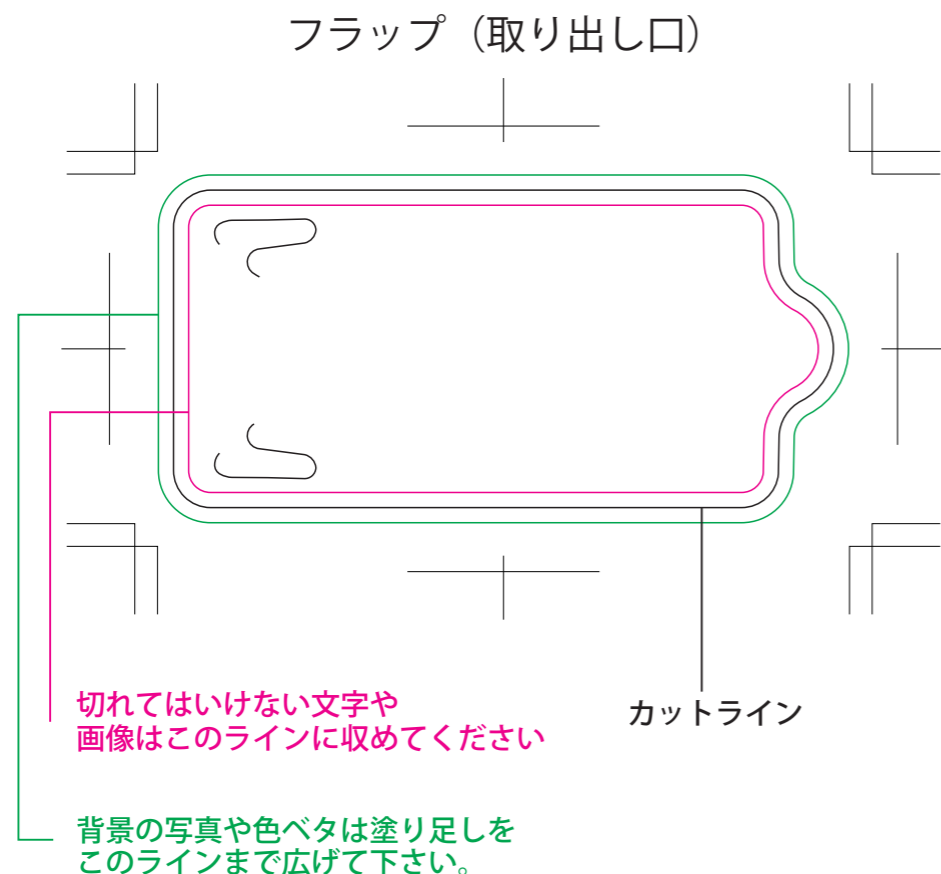 フラップ（取り出し口）
切れてはいけない文字や
画像はこのラインに収めてください
カットライン
背景の写真や色ベタは塗り足しを
このラインまで広げて下さい。